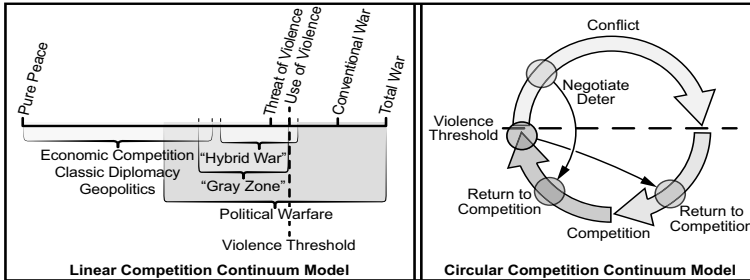 Pure Peace
Threat of Violence
Use of Violence
Conventional War
Total War
Economic Competition
Classic Diplomacy
Geopolitics
“Hybrid War”
“Gray Zone”
Political Warfare
Violence Threshold
Linear Competition Continuum Model
Conflict
Negotiate
Deter
Violence
Threshold
Return to
Competition
Competition
Return to
Competition
Circular Competition Continuum Model